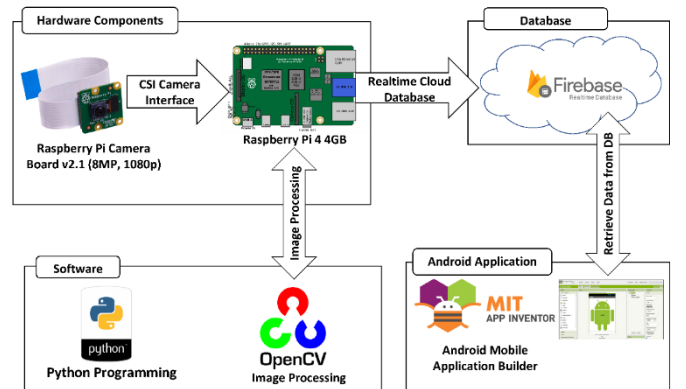 Hardware Components
CSI Camera
Interface
Raspberry Pi Camera
Board v2.1 (8MP, 1080p)
Raspberry Pi 4 4GB
Realtime Cloud
Database
Database
Firebase
Realtime Database
Image Processing
Retrieve Data from DB
Software
python
Python Programming
OpenCV
Image Processing
Android Application
MIT
APP INVENTOR
Android Mobile
Application Builder